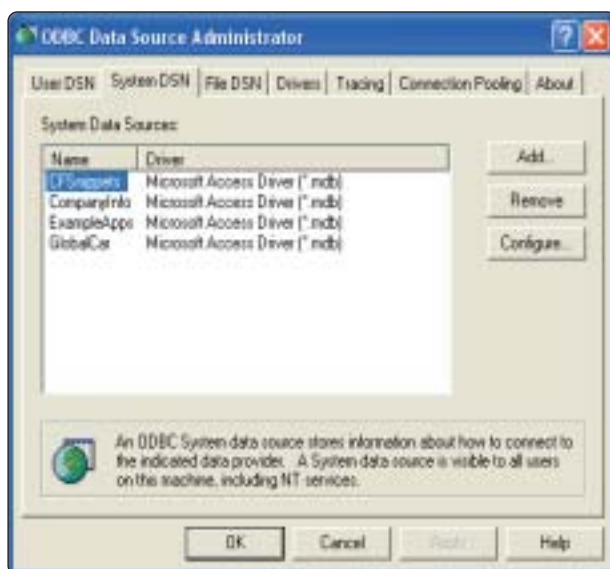 ODBC Data Source Administrator
User DSN System DSN File DSN Drivers Tracing Connection Pooling About
System Data Sources:
Name Driver
CFSnippets Microsoft Access Driver (*.mdb)
CompanyInfo Microsoft Access Driver (*.mdb)
ExampleApps Microsoft Access Driver (*.mdb)
GlobalCar Microsoft Access Driver (*.mdb)
Add...
Remove
Configure...
An ODBC System data source stores information about how to connect to
the indicated data provider. A System data source is visible to all users
on this machine, including NT services.
OK Cancel Apply Help